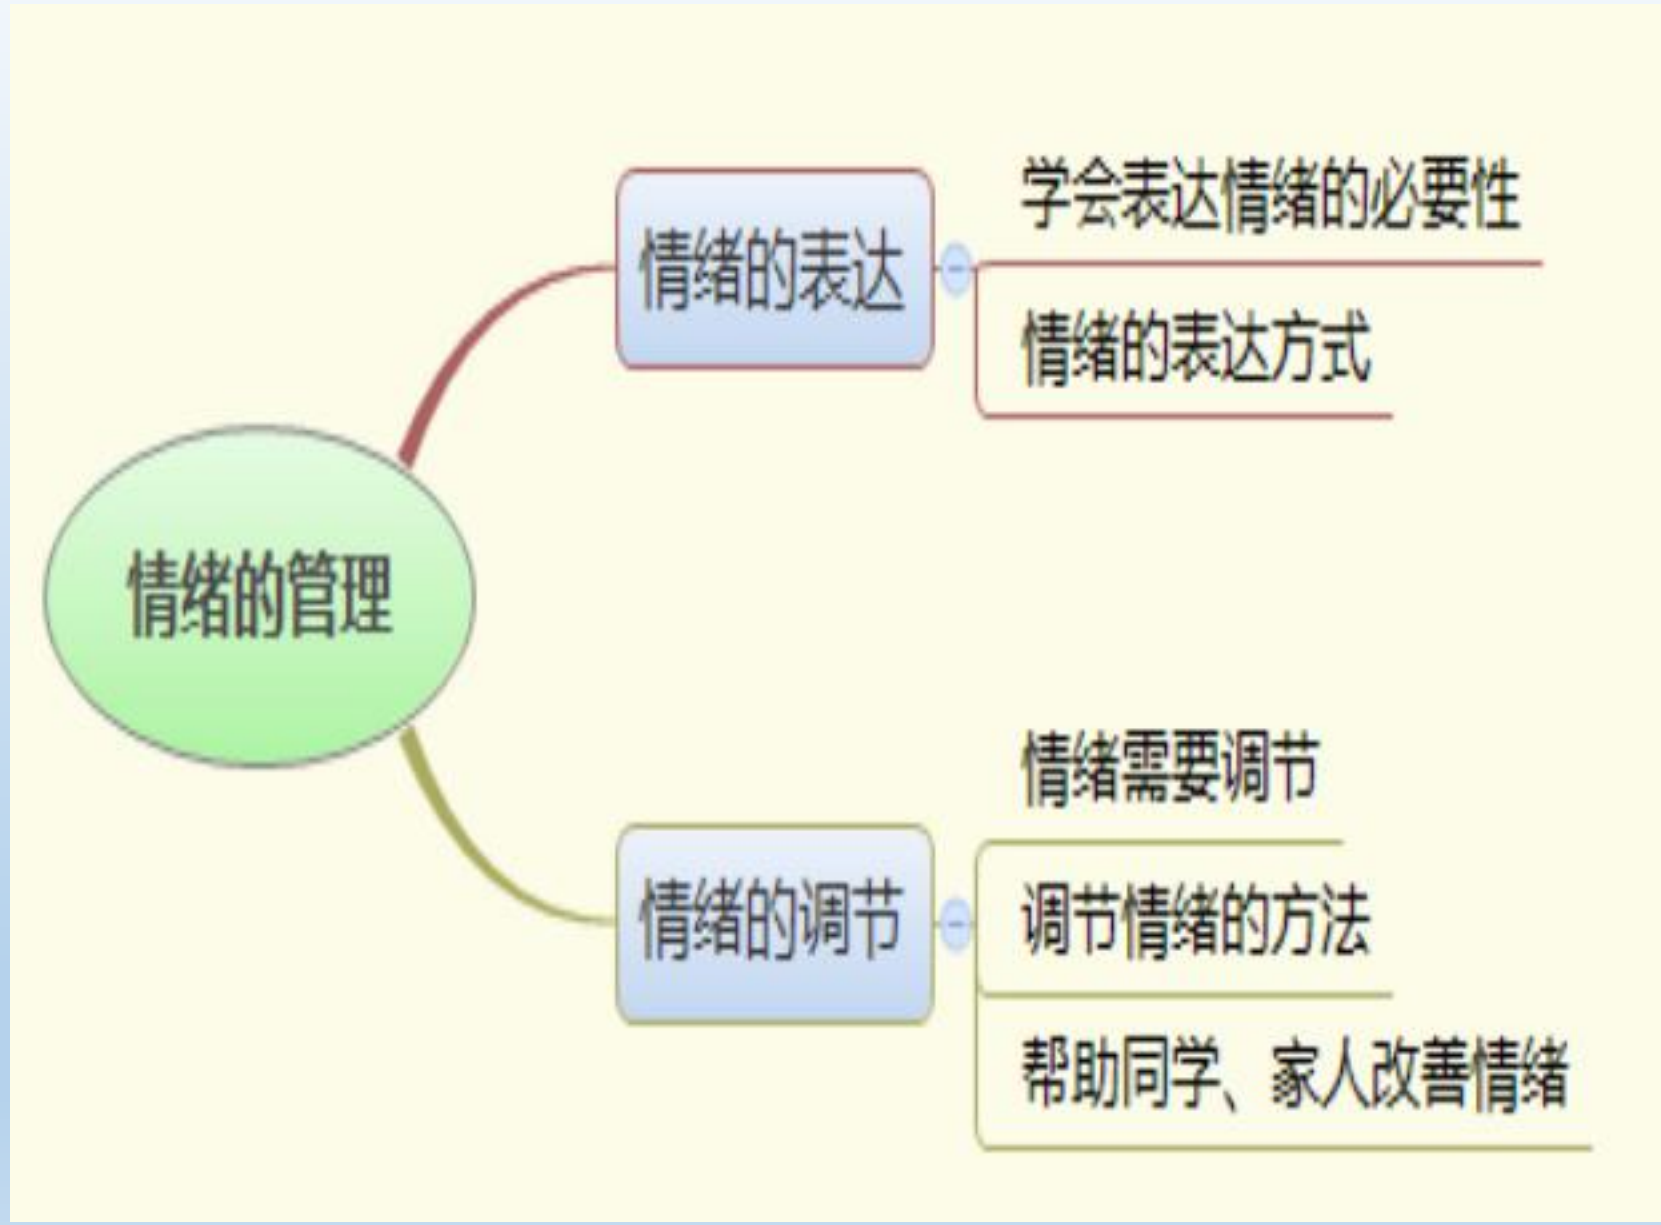 情绪的管理
情绪的表达
学会表达情绪的必要性
情绪的表达方式
情绪的调节
情绪需要调节
调节情绪的方法
帮助同学、家人改善情绪